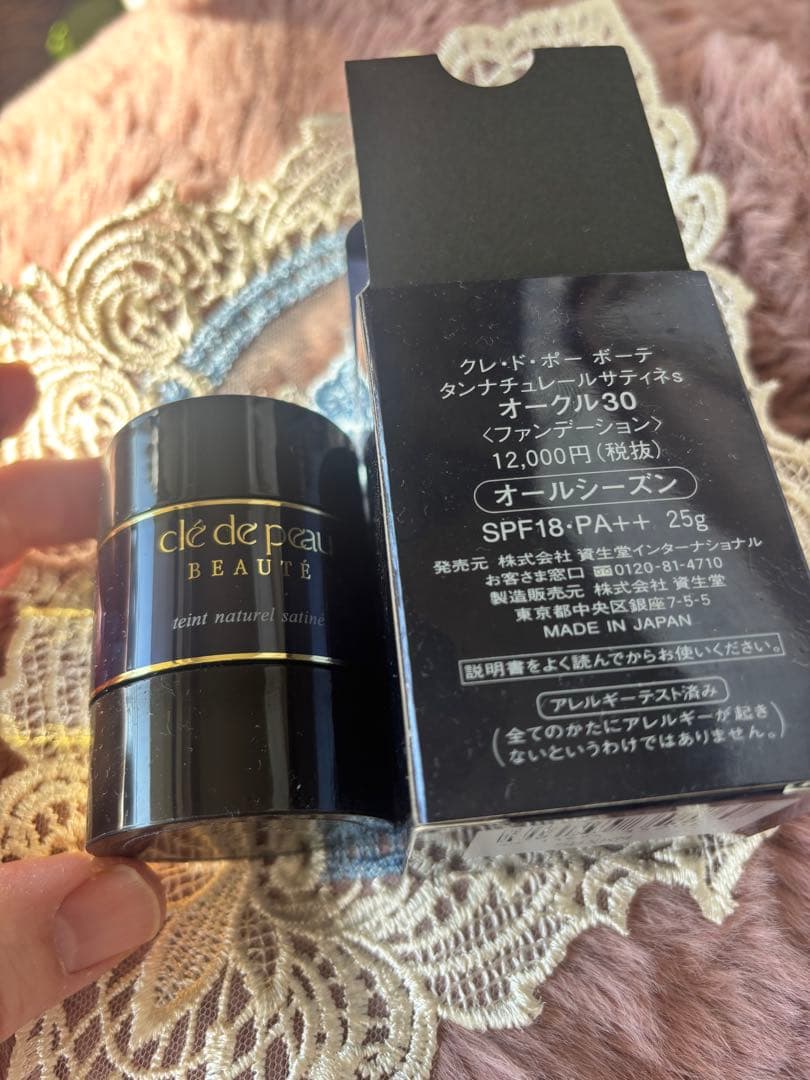 clé de peau
BEAUTÉ
teint naturel satiné
クレ・ド・ポー ボーテ
タンナチュレールサティネs
オークル30
〈ファンデーション〉
12,000円(税抜)
オールシーズン
SPF18・PA++ 25g
発売元 株式会社 資生堂インターナショナル
お客さま窓口 0120-81-4710
製造販売元 株式会社 資生堂
東京都中央区銀座7-5-5
MADE IN JAPAN
説明書をよく読んでからお使いください。
アレルギーテスト済み
(全てのかたにアレルギーが起き
ないというわけではありません。)